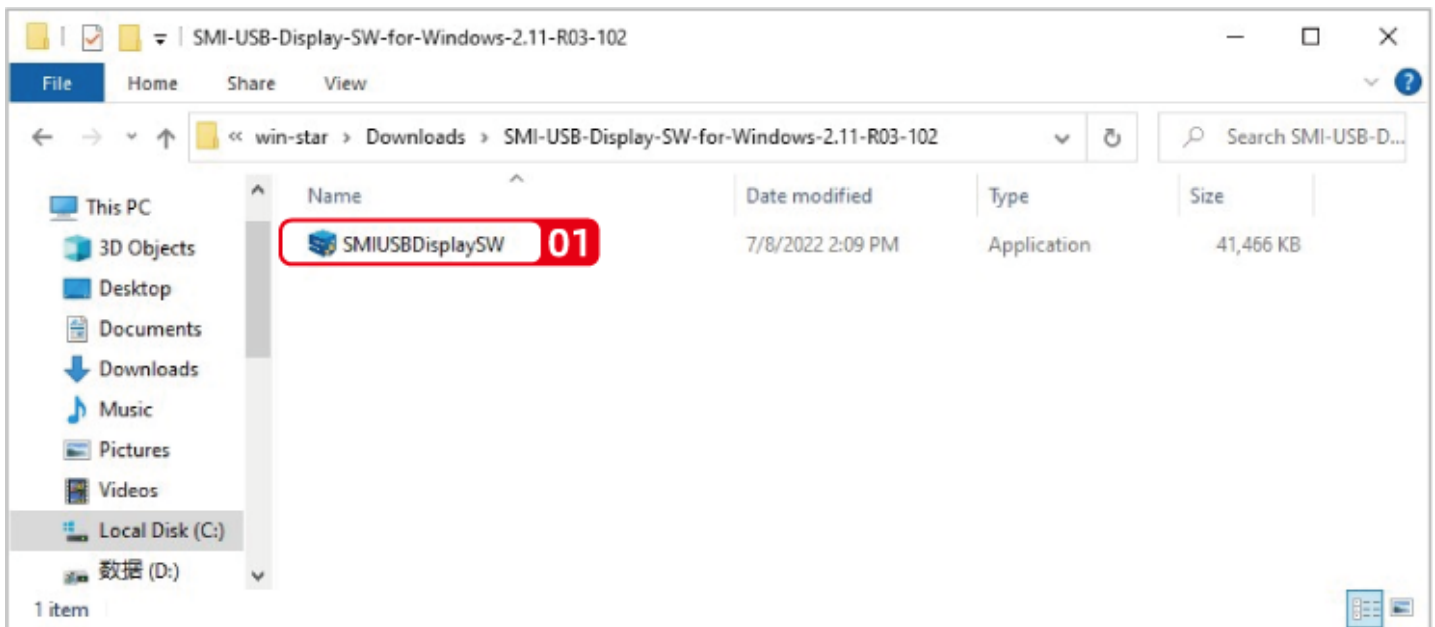 SMI-USB-Display-SW-for-Windows-2.11-R03-102
File Home Share View
« win-star › Downloads › SMI-USB-Display-SW-for-Windows-2.11-R03-102 Search SMI-USB-D...
This PC
3D Objects
Desktop
Documents
Downloads
Music
Pictures
Videos
Local Disk (C:)
数据 (D:)
Name Date modified Type Size
SMIUSBDisplaySW 01 7/8/2022 2:09 PM Application 41,466 KB
1 item